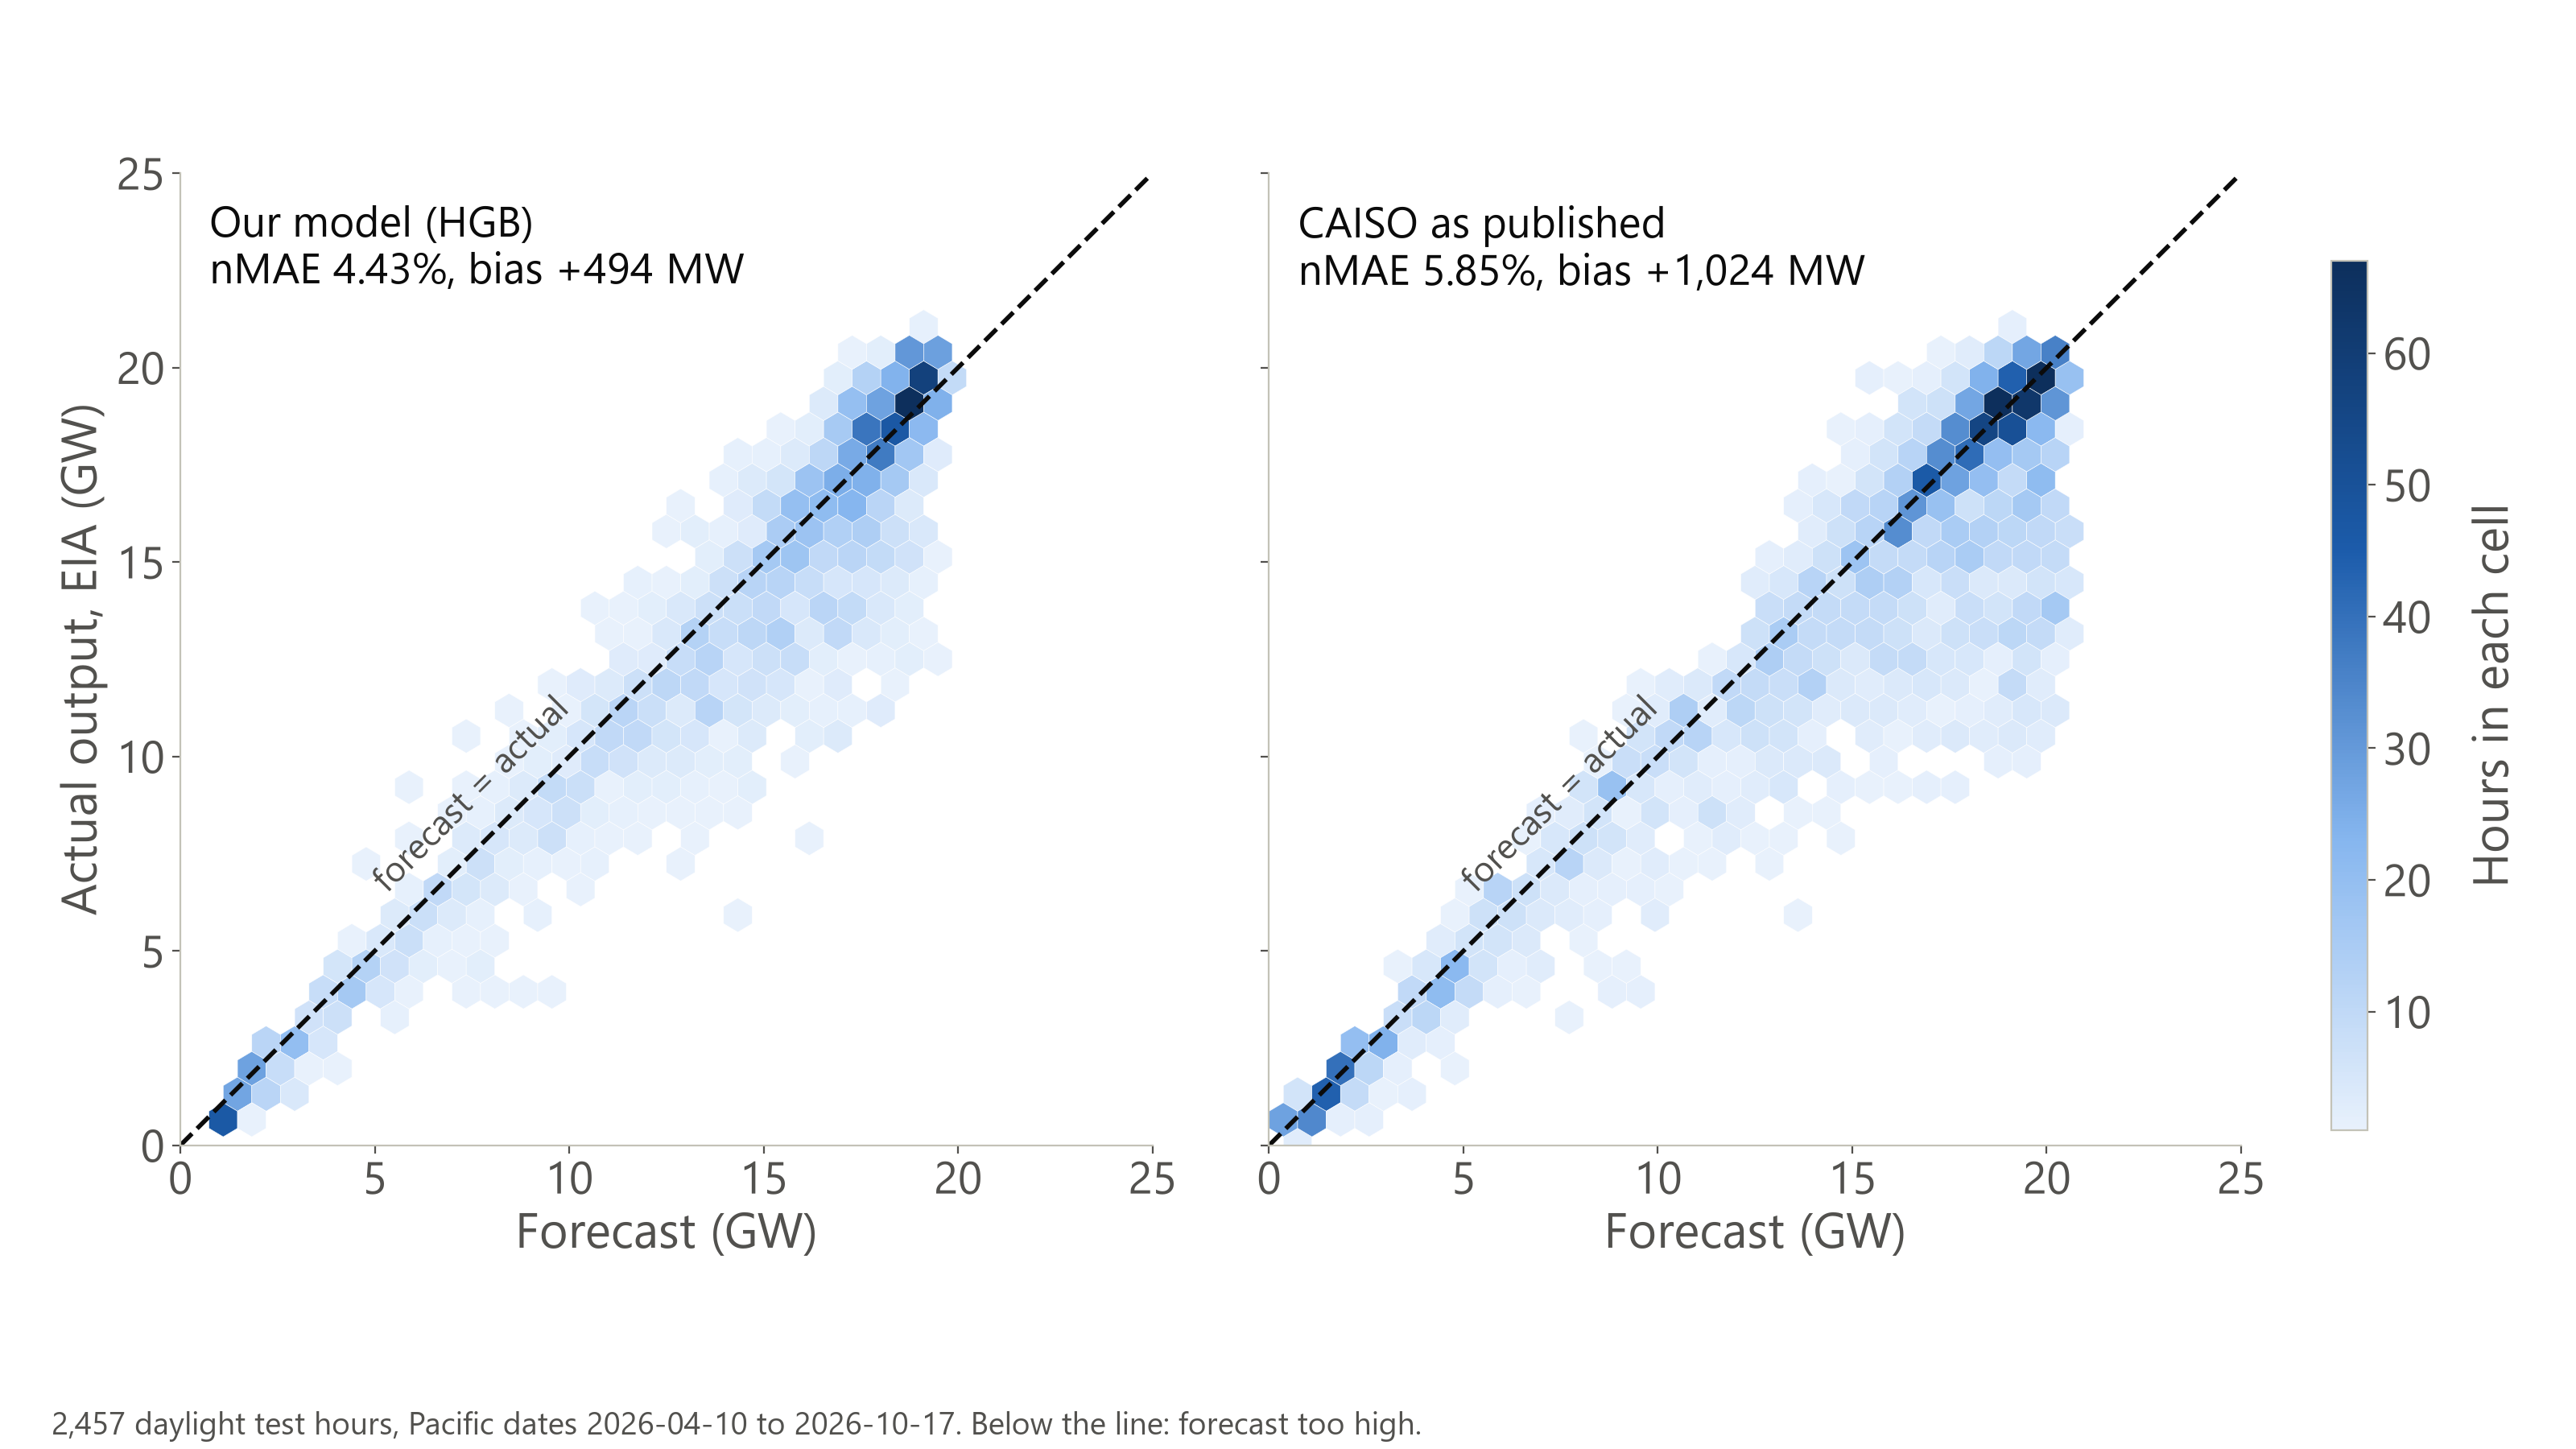 Our model (HGB)
nMAE 4.43%, bias +494 MW
CAISO as published
nMAE 5.85%, bias +1,024 MW
Actual output, EIA (GW)
25
20
15
10
5
0
forecast = actual
forecast = actual
0 5 10 15 20 25
0 5 10 15 20 25
Forecast (GW)
Forecast (GW)
60
50
40
30
20
10
Hours in each cell
2,457 daylight test hours, Pacific dates 2026-04-10 to 2026-10-17. Below the line: forecast too high.